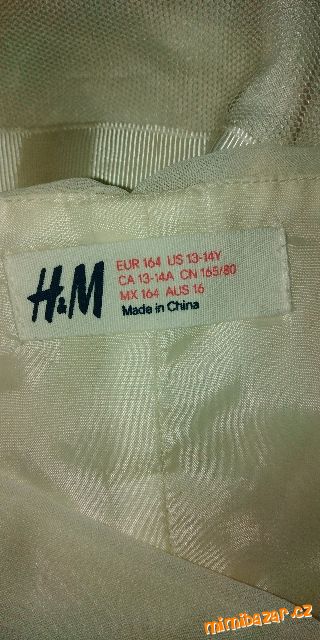 H&M
EUR 164 US 13-14Y
CA 13-14A CN 165/80
MX 164 AUS 16
Made in China
mimibazar.cz